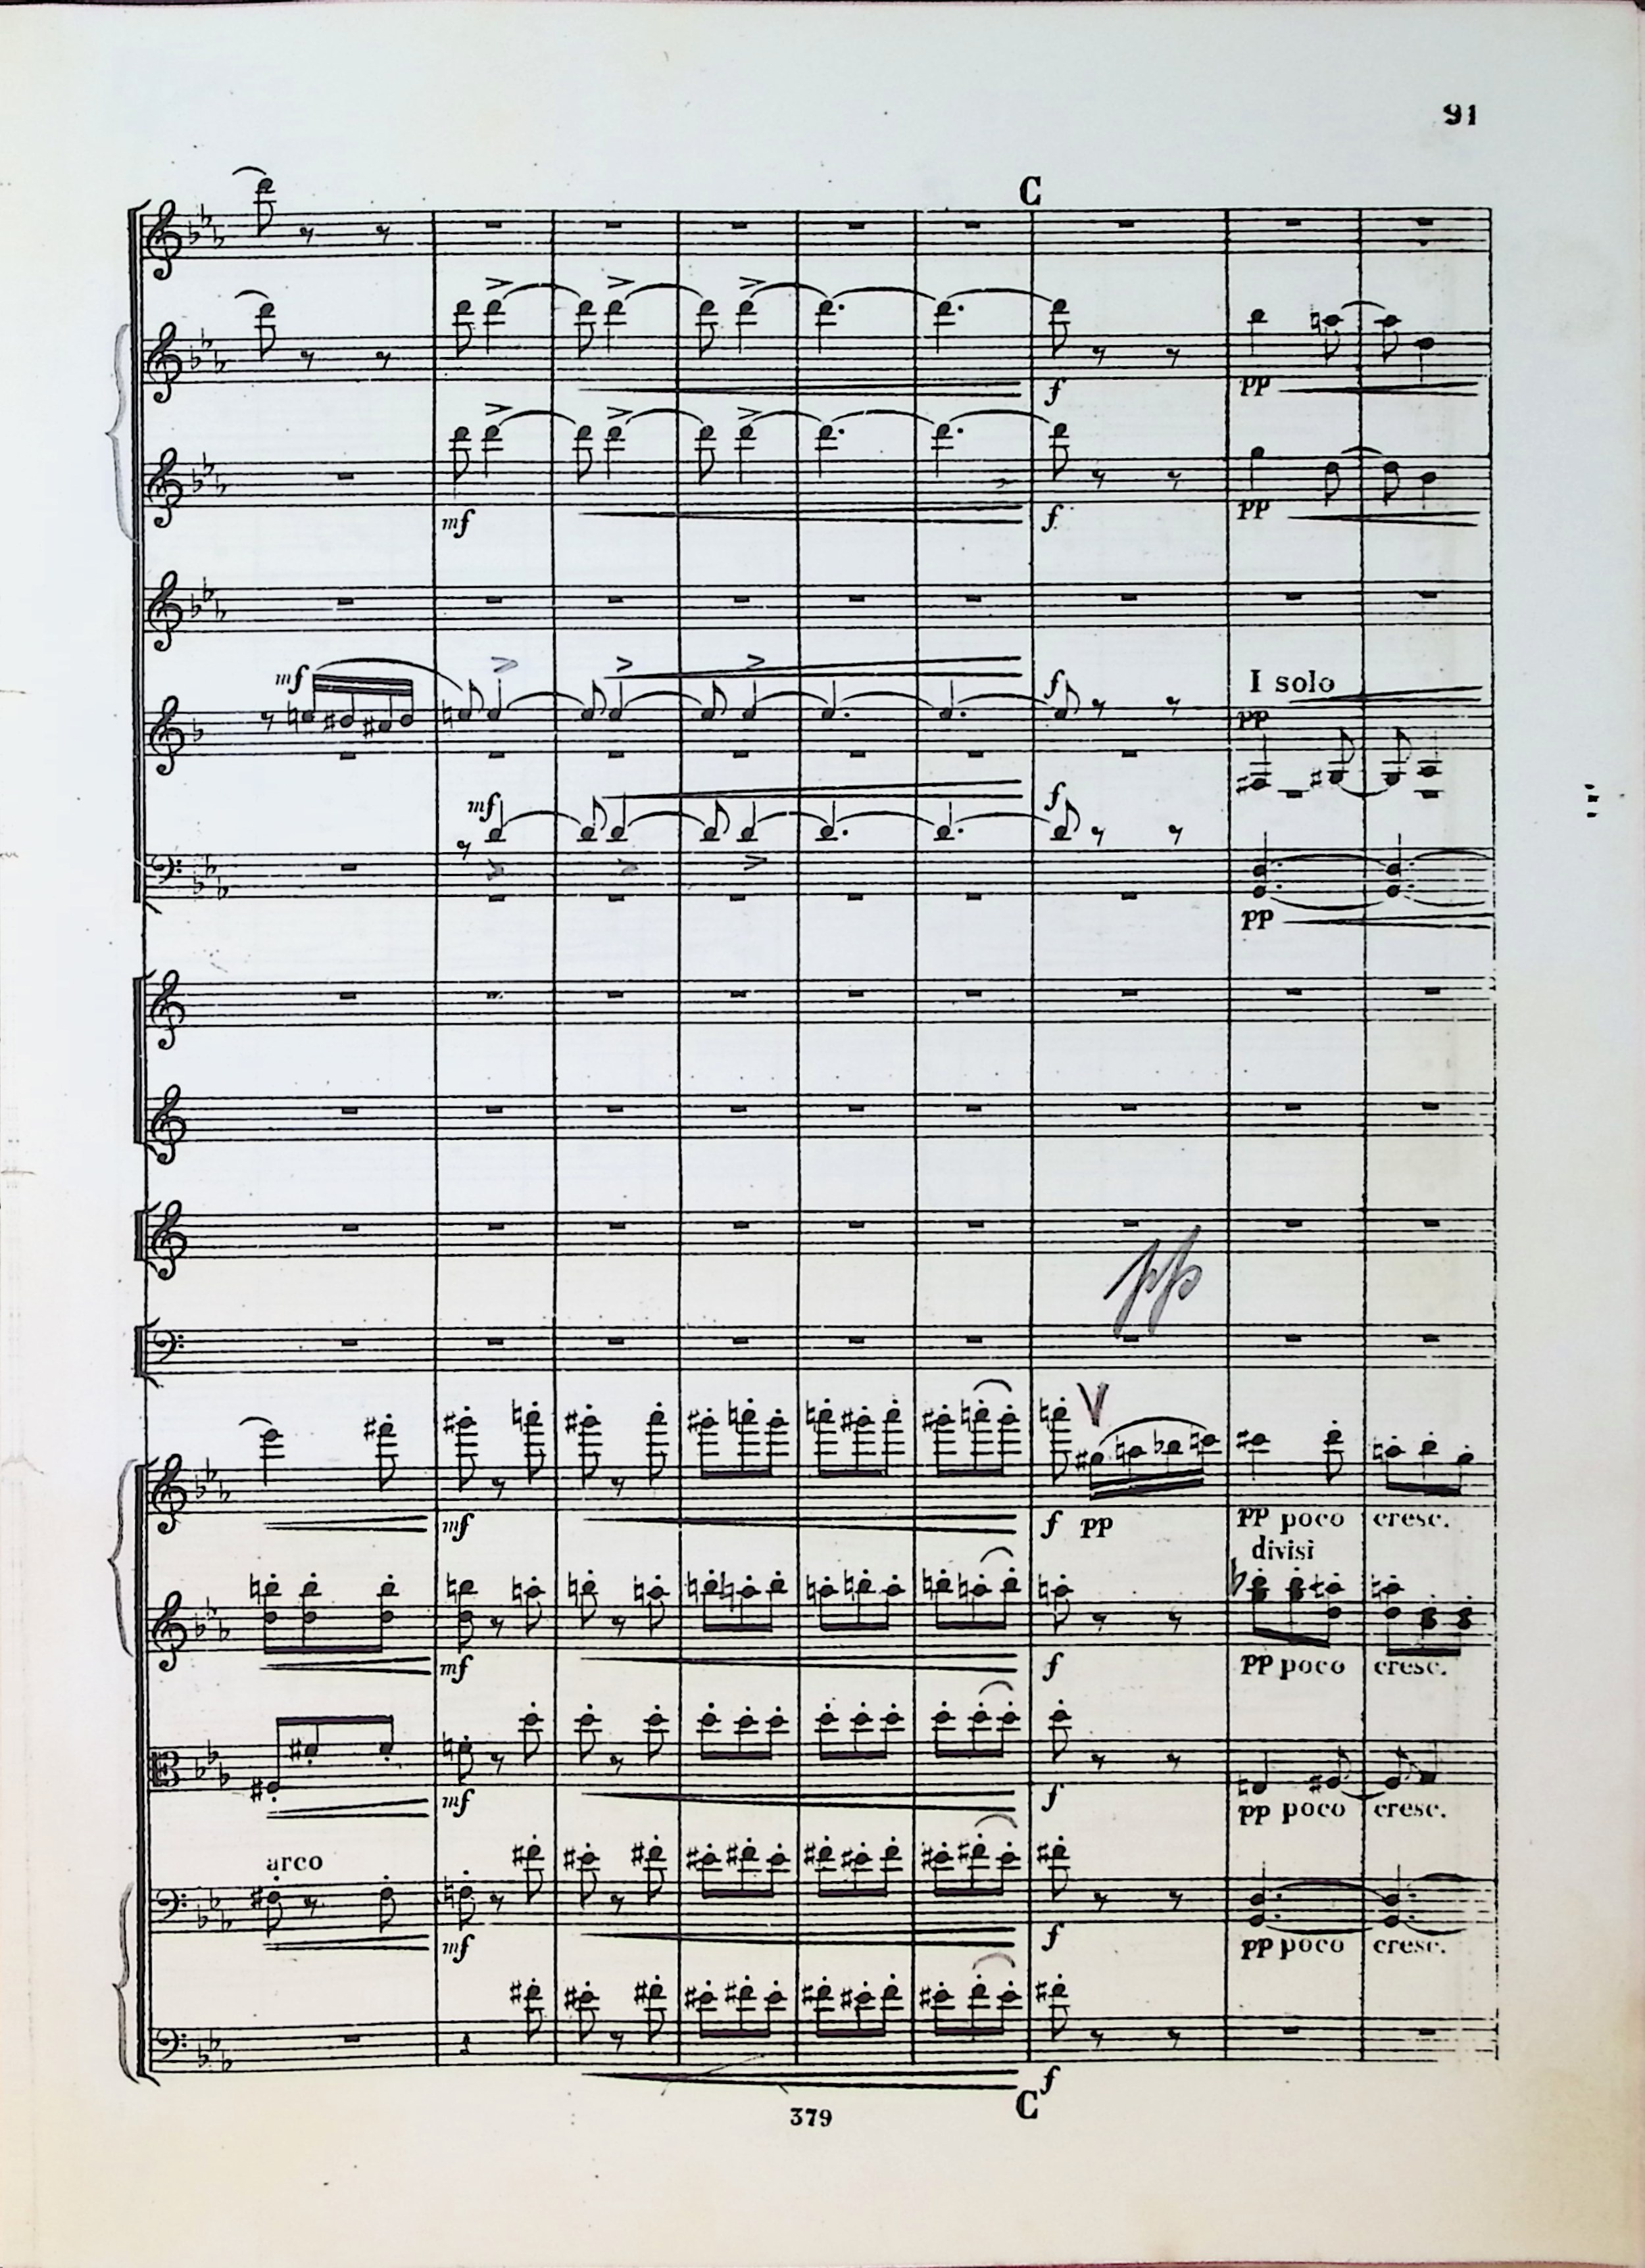 91
C
f
pp
mf
f
pp
mf
f
I solo
pp
mf
f
pp
pp
mf
f pp
pp poco cresc.
divisi
mf
f
pp poco cresc.
mf
f
pp poco cresc.
arco
mf
f
pp poco cresc.
f
C
379